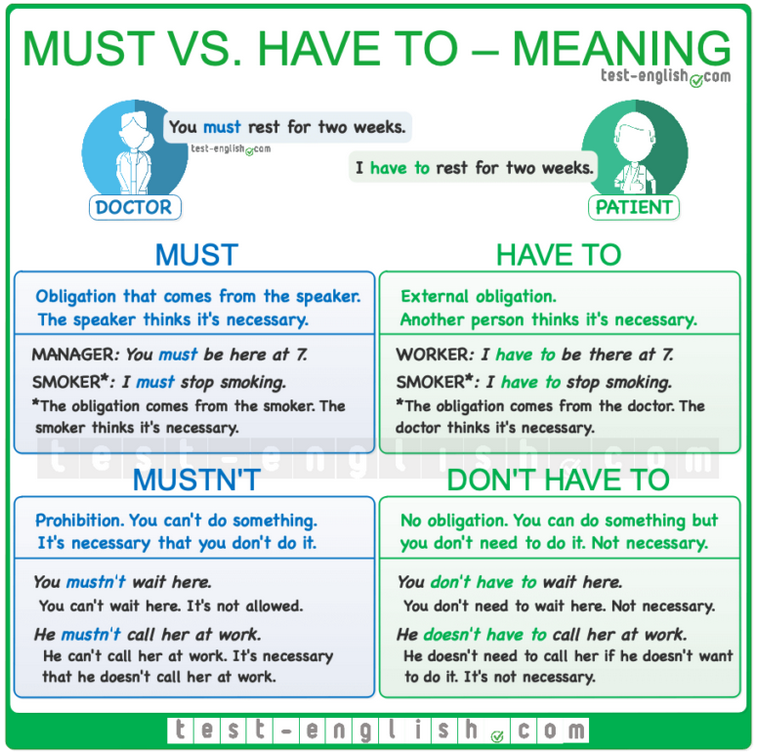 MUST VS. HAVE TO – MEANING
test-english.com
You must rest for two weeks.
test-english.com
I have to rest for two weeks.
DOCTOR
PATIENT
MUST
Obligation that comes from the speaker.
The speaker thinks it's necessary.
MANAGER: You must be here at 7.
SMOKER*: I must stop smoking.
*The obligation comes from the smoker. The
smoker thinks it's necessary.
HAVE TO
External obligation.
Another person thinks it's necessary.
WORKER: I have to be there at 7.
SMOKER*: I have to stop smoking.
*The obligation comes from the doctor. The
doctor thinks it's necessary.
test-english.com
MUSTN'T
Prohibition. You can't do something.
It's necessary that you don't do it.
You mustn't wait here.
You can't wait here. It's not allowed.
He mustn't call her at work.
He can't call her at work. It's necessary
that he doesn't call her at work.
DON'T HAVE TO
No obligation. You can do something but
you don't need to do it. Not necessary.
You don't have to wait here.
You don't need to wait here. Not necessary.
He doesn't have to call her at work.
He doesn't need to call her if he doesn't want
to do it. It's not necessary.
test-english.com